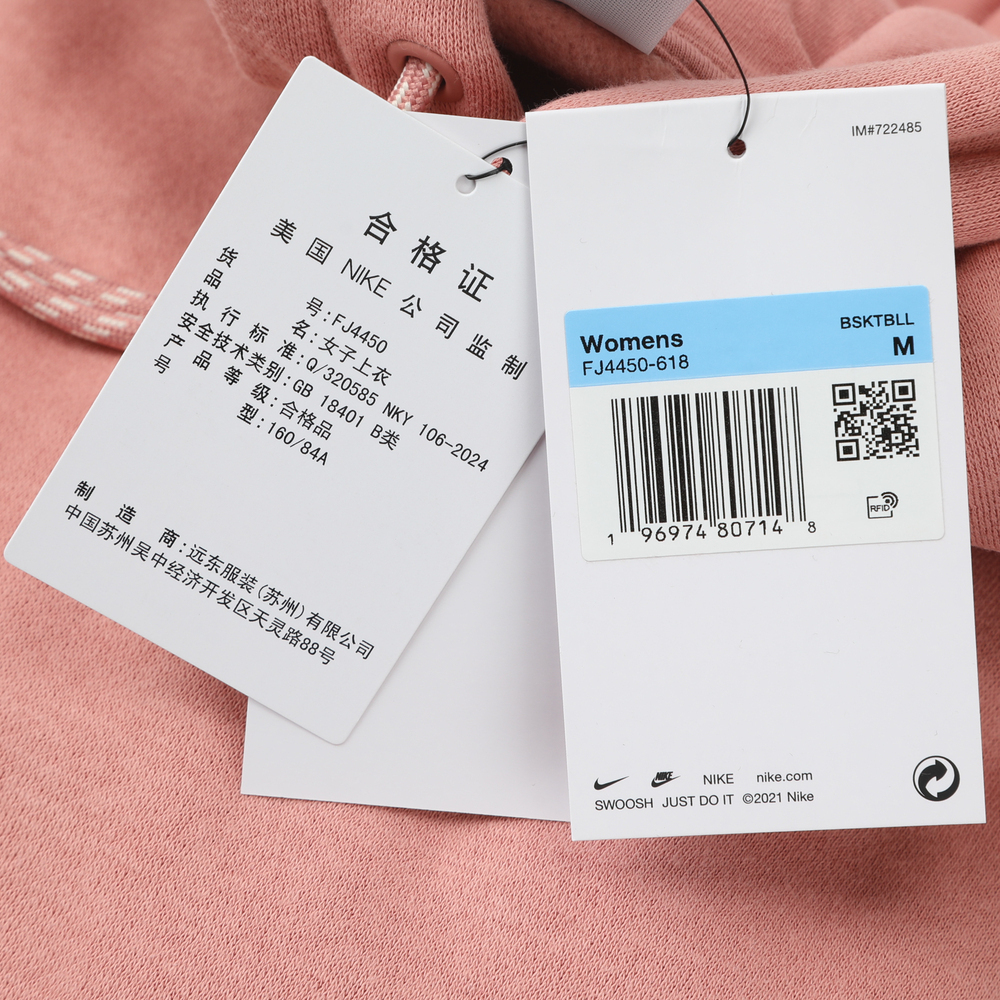 合格证
美国NIKE公司监制
货号:FJ4450
品名:女子上衣
执行标准:Q/320585 NKY 106-2024
安全技术类别:GB 18401 B类
产品等级:合格品
号型:160/84A
制造商:远东服装(苏州)有限公司
中国苏州吴中经济开发区天灵路88号
IM#722485
Womens
BSKTBLL
FJ4450-618
M
1 96974 80714 8
RFID
NIKE
NIKE nike.com
SWOOSH JUST DO IT ©2021 Nike